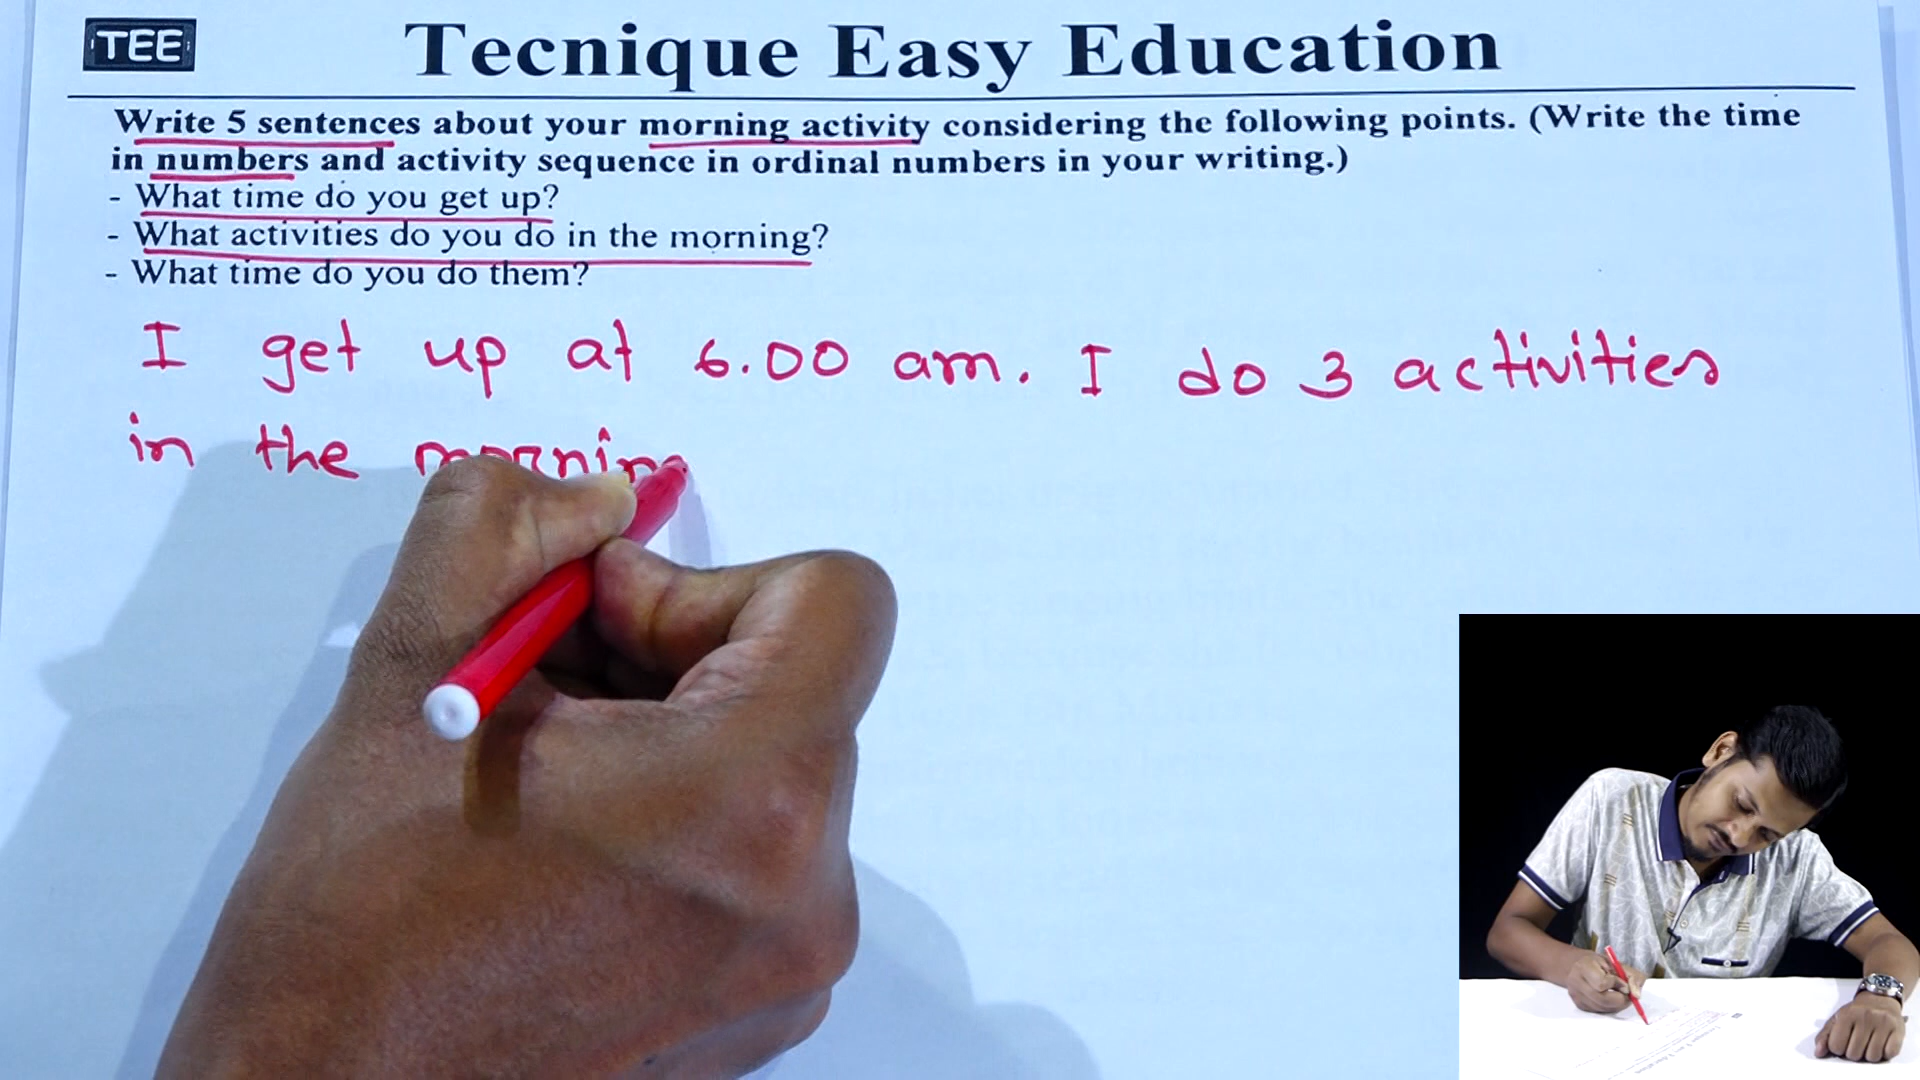 TEE
Tecnique Easy Education
Write 5 sentences about your morning activity considering the following points. (Write the time
in numbers and activity sequence in ordinal numbers in your writing.)
- What time do you get up?
- What activities do you do in the morning?
- What time do you do them?
I get up at 6.00 am. I do 3 activities
in the morning